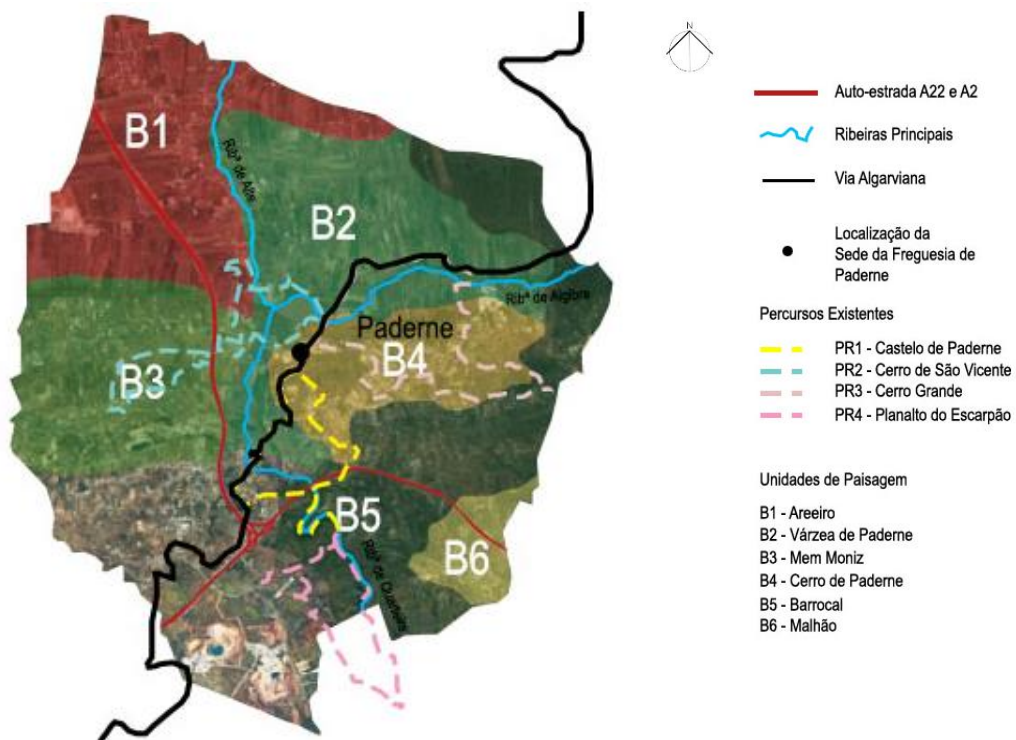 N
B1
Ribª de Alte
B2
Ribª de Algibre
Paderne
B4
B3
B5
B6
Ribª de Quarteira
Auto-estrada A22 e A2
Ribeiras Principais
Via Algarviana
Localização da
Sede da Freguesia de
Paderne
Percursos Existentes
PR1 - Castelo de Paderne
PR2 - Cerro de São Vicente
PR3 - Cerro Grande
PR4 - Planalto do Escarpão
Unidades de Paisagem
B1 - Areeiro
B2 - Várzea de Paderne
B3 - Mem Moniz
B4 - Cerro de Paderne
B5 - Barrocal
B6 - Malhão